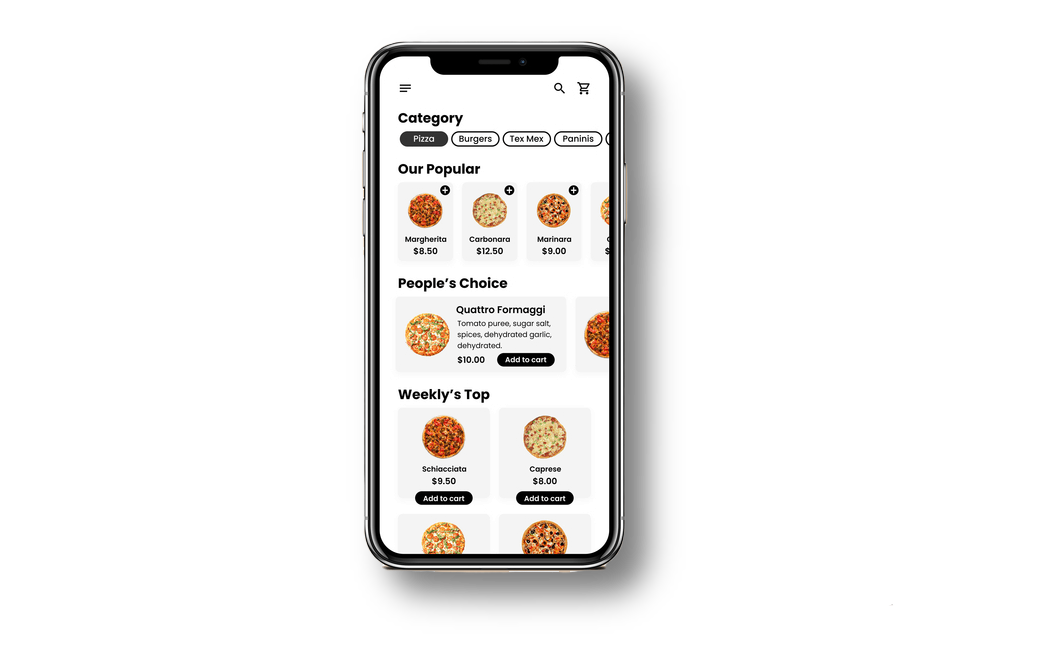 Category
Pizza Burgers Tex Mex Paninis
Our Popular
Margherita Carbonara Marinara
$8.50 $12.50 $9.00
People’s Choice
Quattro Formaggi
Tomato puree, sugar salt,
spices, dehydrated garlic,
dehydrated.
$10.00 Add to cart
Weekly’s Top
Schiacciata Caprese
$9.50 $8.00
Add to cart Add to cart